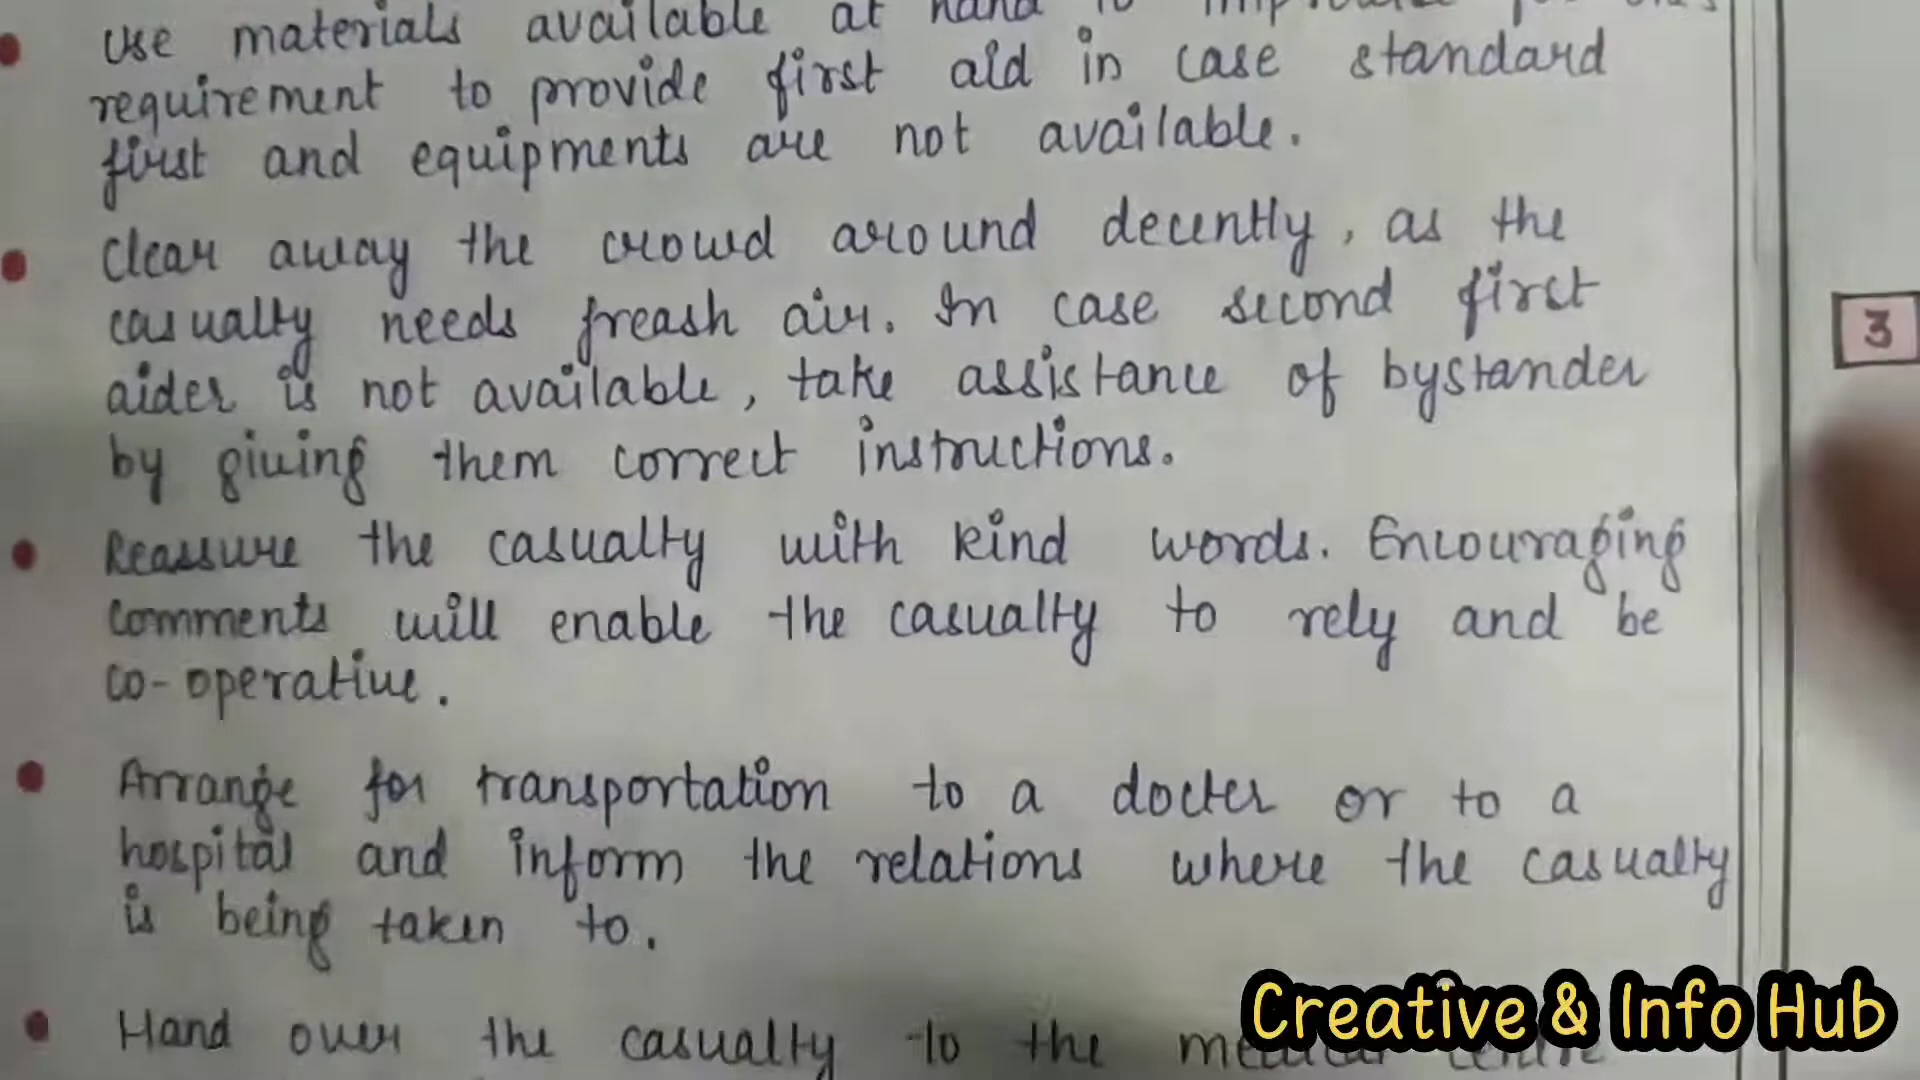 Use materials available at hand to
requirement to provide first aid in case standard
first and equipments are not available.
Clear away the crowd around decently, as the
casualty needs freash air. In case second first
aider is not available, take assistance of bystander
by giving them correct instructions.
Reassure the casualty with kind words. Encouraging
comments will enable the casualty to rely and be
co-operative.
Arrange for transportation to a docter or to a
hospital and inform the relations where the casualty
is being taken to.
Hand over the casualty to the
3
Creative & Info Hub